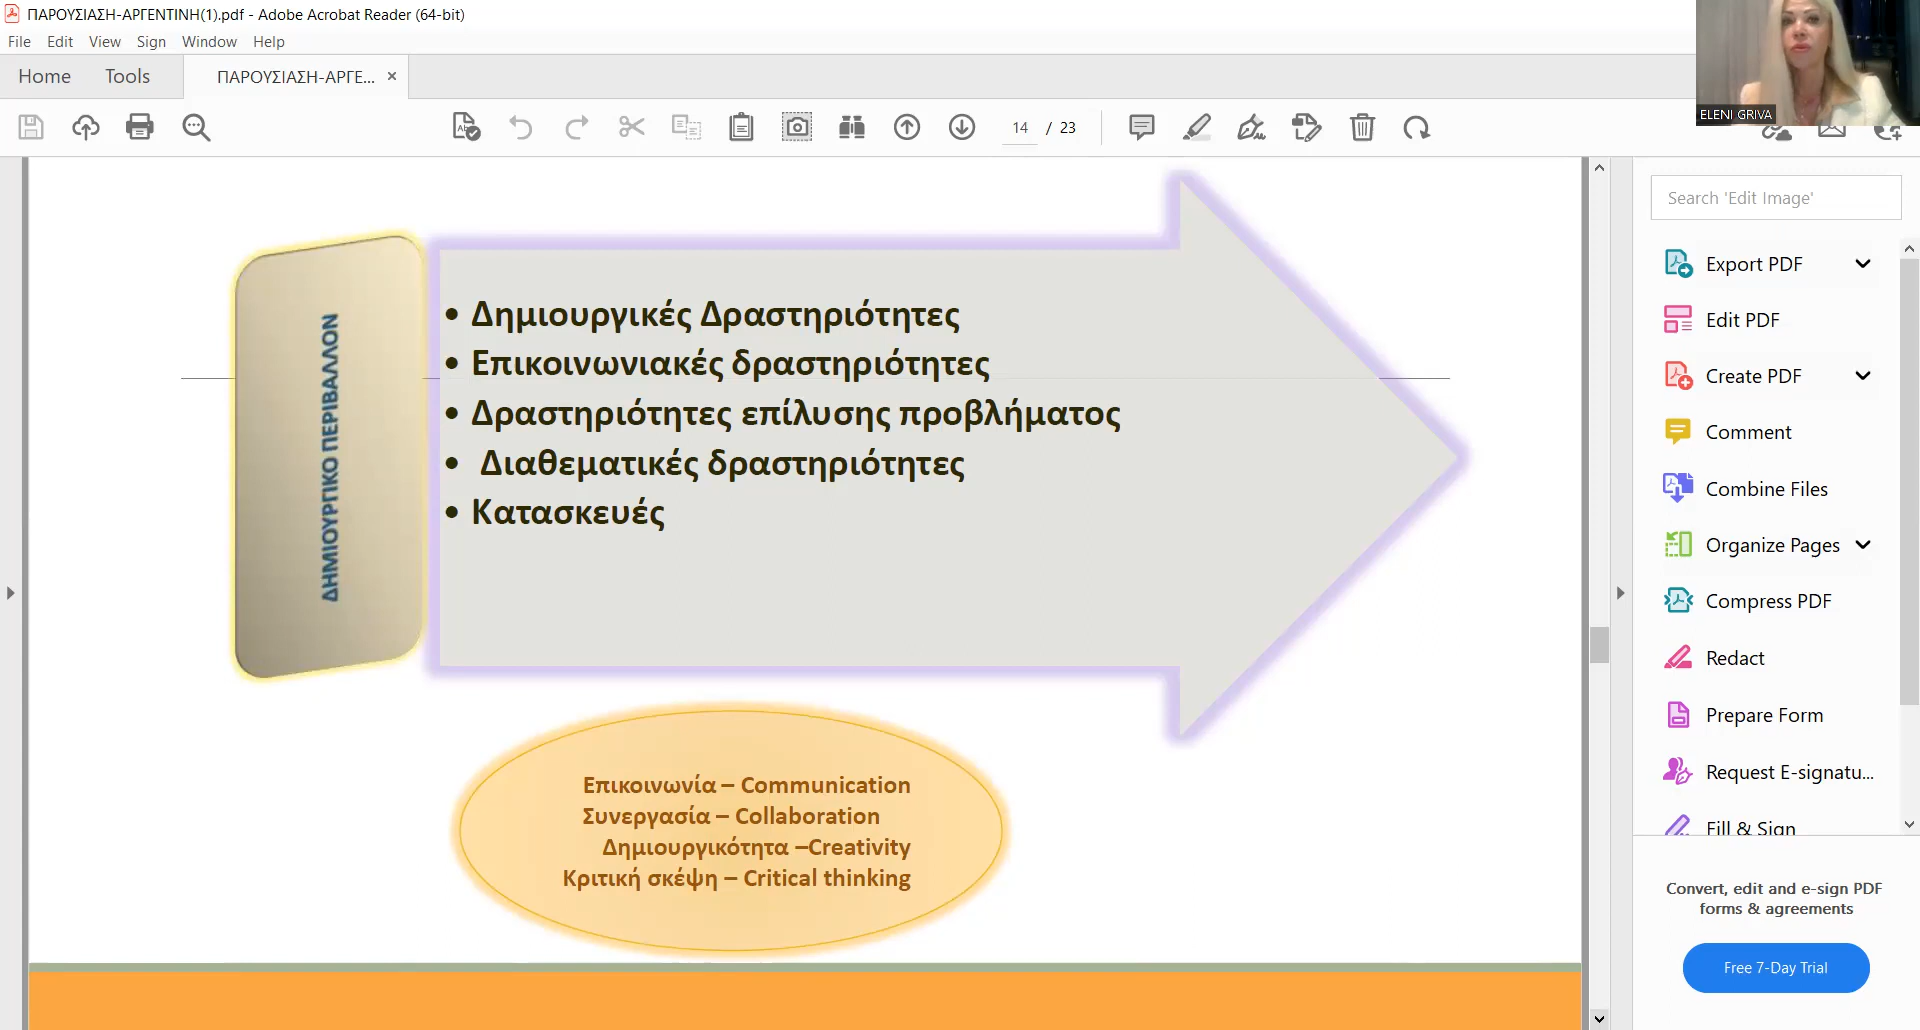 ΠΑΡΟΥΣΙΑΣΗ-ΑΡΓΕΝΤΙΝΗ(1).pdf - Adobe Acrobat Reader (64-bit)
File Edit View Sign Window Help
Home Tools ΠΑΡΟΥΣΙΑΣΗ-ΑΡΓΕ... ×
14 / 23
ELENI GRIVA
ΔΗΜΙΟΥΡΓΙΚΟ ΠΕΡΙΒΑΛΛΟΝ
• Δημιουργικές Δραστηριότητες
• Επικοινωνιακές δραστηριότητες
• Δραστηριότητες επίλυσης προβλήματος
• Διαθεματικές δραστηριότητες
• Κατασκευές
Επικοινωνία – Communication
Συνεργασία – Collaboration
Δημιουργικότητα –Creativity
Κριτική σκέψη – Critical thinking
Search 'Edit Image'
Export PDF
Edit PDF
Create PDF
Comment
Combine Files
Organize Pages
Compress PDF
Redact
Prepare Form
Request E-signatu...
Fill & Sign
Convert, edit and e-sign PDF
forms & agreements
Free 7-Day Trial